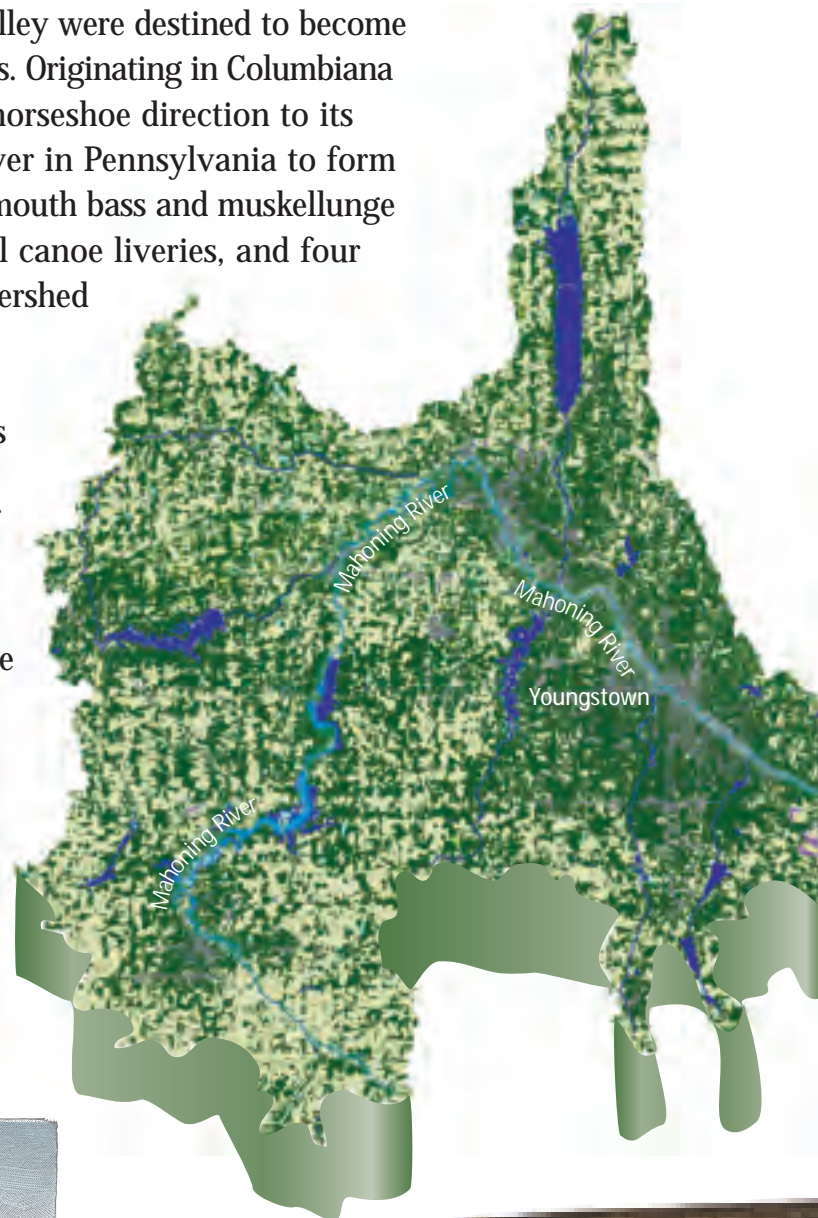 lley were destined to become
s. Originating in Columbiana
horseshoe direction to its
ver in Pennsylvania to form
mouth bass and muskellunge
l canoe liveries, and four
ershed
s
.
e
Mahoning River
Mahoning River
Youngstown
Mahoning River